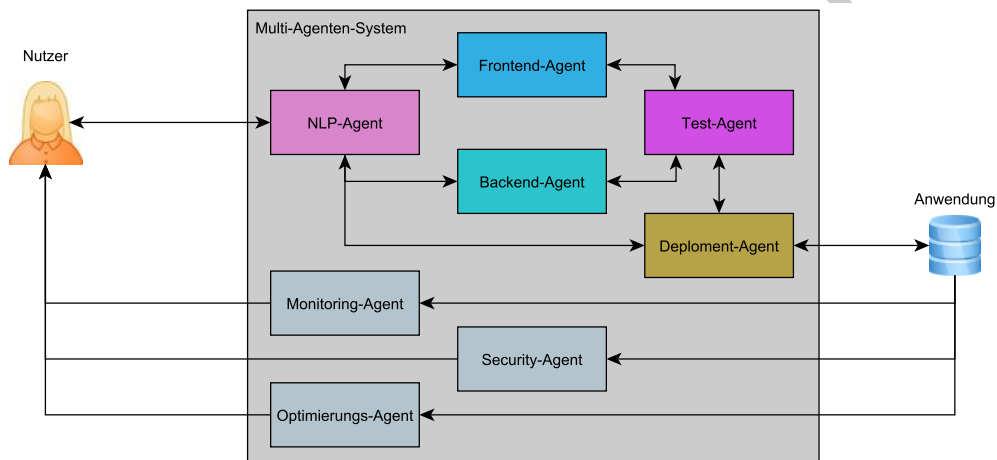 Multi-Agenten-System
Nutzer
Frontend-Agent
NLP-Agent
Test-Agent
Backend-Agent
Anwendung
Deploment-Agent
Monitoring-Agent
Security-Agent
Optimierungs-Agent